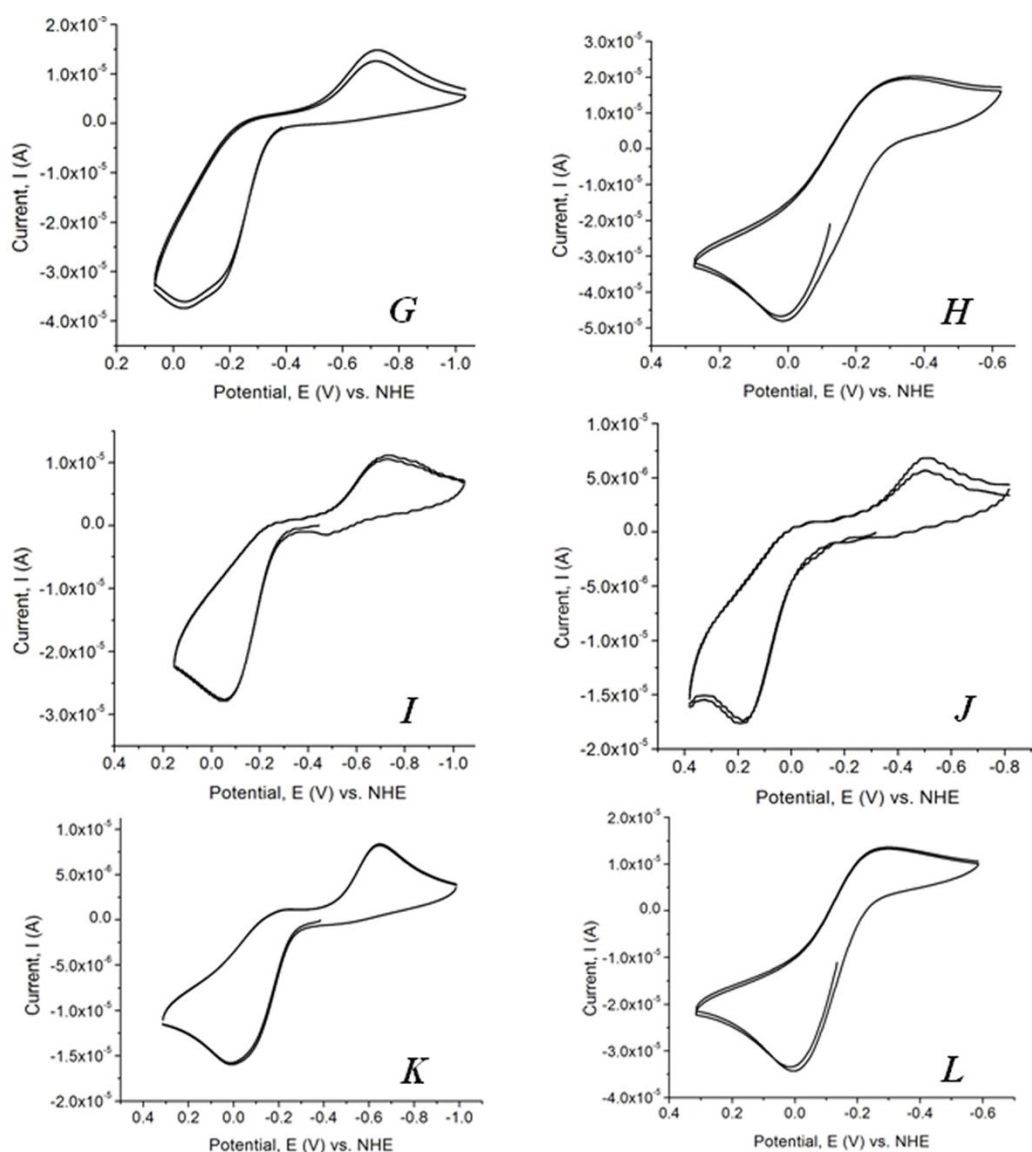 2.0x10-5
1.0x10-5
0.0
-1.0x10-5
-2.0x10-5
-3.0x10-5
-4.0x10-5
Current, I (A)
G
0.2 0.0 -0.2 -0.4 -0.6 -0.8 -1.0
Potential, E (V) vs. NHE
3.0x10-5
2.0x10-5
1.0x10-5
0.0
-1.0x10-5
-2.0x10-5
-3.0x10-5
-4.0x10-5
-5.0x10-5
Current, I (A)
H
0.4 0.2 0.0 -0.2 -0.4 -0.6
Potential, E (V) vs. NHE
1.0x10-5
0.0
-1.0x10-5
-2.0x10-5
-3.0x10-5
Current, I (A)
I
0.4 0.2 0.0 -0.2 -0.4 -0.6 -0.8 -1.0
Potential, E (V) vs. NHE
5.0x10-6
0.0
-5.0x10-6
-1.0x10-5
-1.5x10-5
-2.0x10-5
Current, I (A)
J
0.4 0.2 0.0 -0.2 -0.4 -0.6 -0.8
Potential, E (V) vs. NHE
1.0x10-5
5.0x10-6
0.0
-5.0x10-6
-1.0x10-5
-1.5x10-5
-2.0x10-5
Current, I (A)
K
0.4 0.2 0.0 -0.2 -0.4 -0.6 -0.8 -1.0
Potential, E (V) vs. NHE
2.0x10-5
1.0x10-5
0.0
-1.0x10-5
-2.0x10-5
-3.0x10-5
-4.0x10-5
Current, I (A)
L
0.4 0.2 0.0 -0.2 -0.4 -0.6
Potential, E (V) vs. NHE